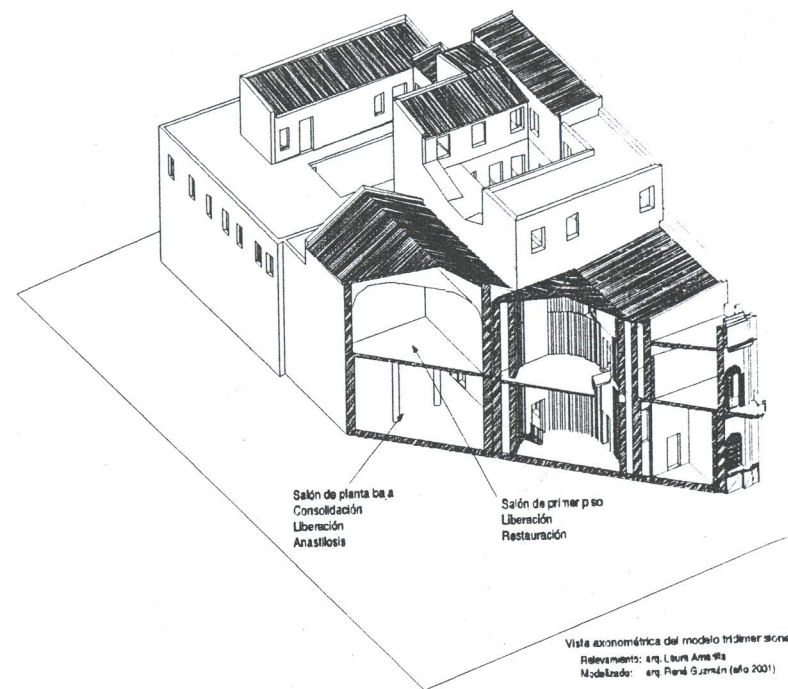 Salón de planta baja
Consolidación
Liberación
Anastilosis
Salón de primer piso
Liberación
Restauración
Vista axonométrica del modelo tridimensione
Relevamiento: arq. Laura Amarilla
Modelizado: arq. René Guzmán (año 2001)